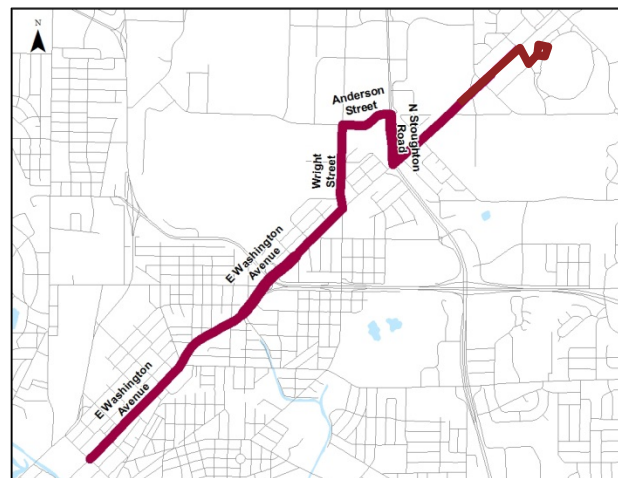 N
Anderson
Street
N Stoughton
Road
Wright
Street
E Washington
Avenue
E Washington
Avenue